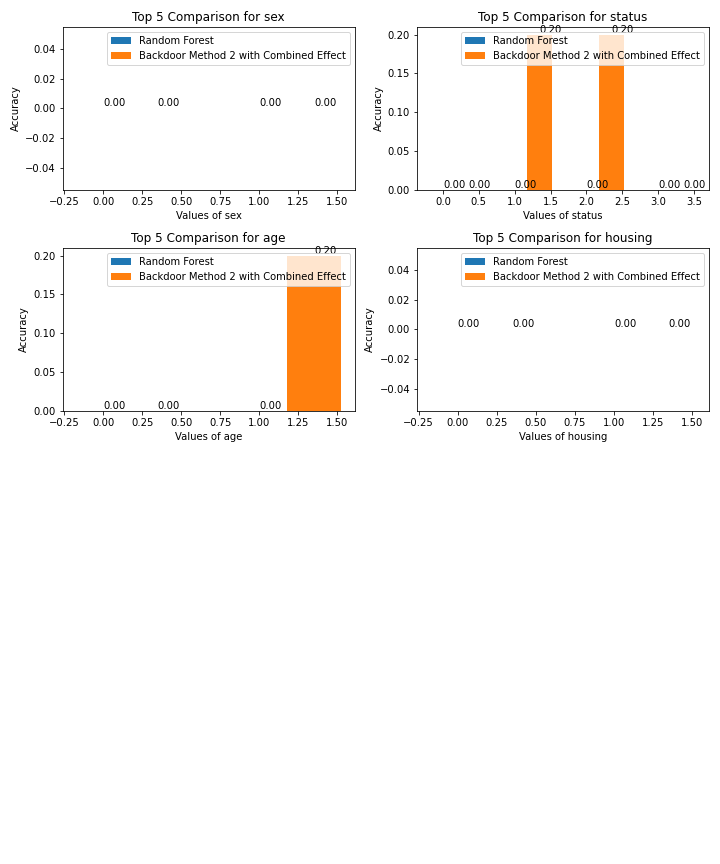 Top 5 Comparison for sex
Random Forest
Backdoor Method 2 with Combined Effect
0.04
0.02
0.00
−0.02
−0.04
Accuracy
0.00 0.00 0.00 0.00
−0.25 0.00 0.25 0.50 0.75 1.00 1.25 1.50
Values of sex
Top 5 Comparison for status
0.20 0.20
Random Forest
Backdoor Method 2 with Combined Effect
0.20
0.15
0.10
0.05
0.00
Accuracy
0.00 0.00 0.00 0.00 0.00 0.00
0.0 0.5 1.0 1.5 2.0 2.5 3.0 3.5
Values of status
Top 5 Comparison for age
0.20
Random Forest
Backdoor Method 2 with Combined Effect
0.20
0.15
0.10
0.05
0.00
Accuracy
0.00 0.00 0.00
−0.25 0.00 0.25 0.50 0.75 1.00 1.25 1.50
Values of age
Top 5 Comparison for housing
Random Forest
Backdoor Method 2 with Combined Effect
0.04
0.02
0.00
−0.02
−0.04
Accuracy
0.00 0.00 0.00 0.00
−0.25 0.00 0.25 0.50 0.75 1.00 1.25 1.50
Values of housing